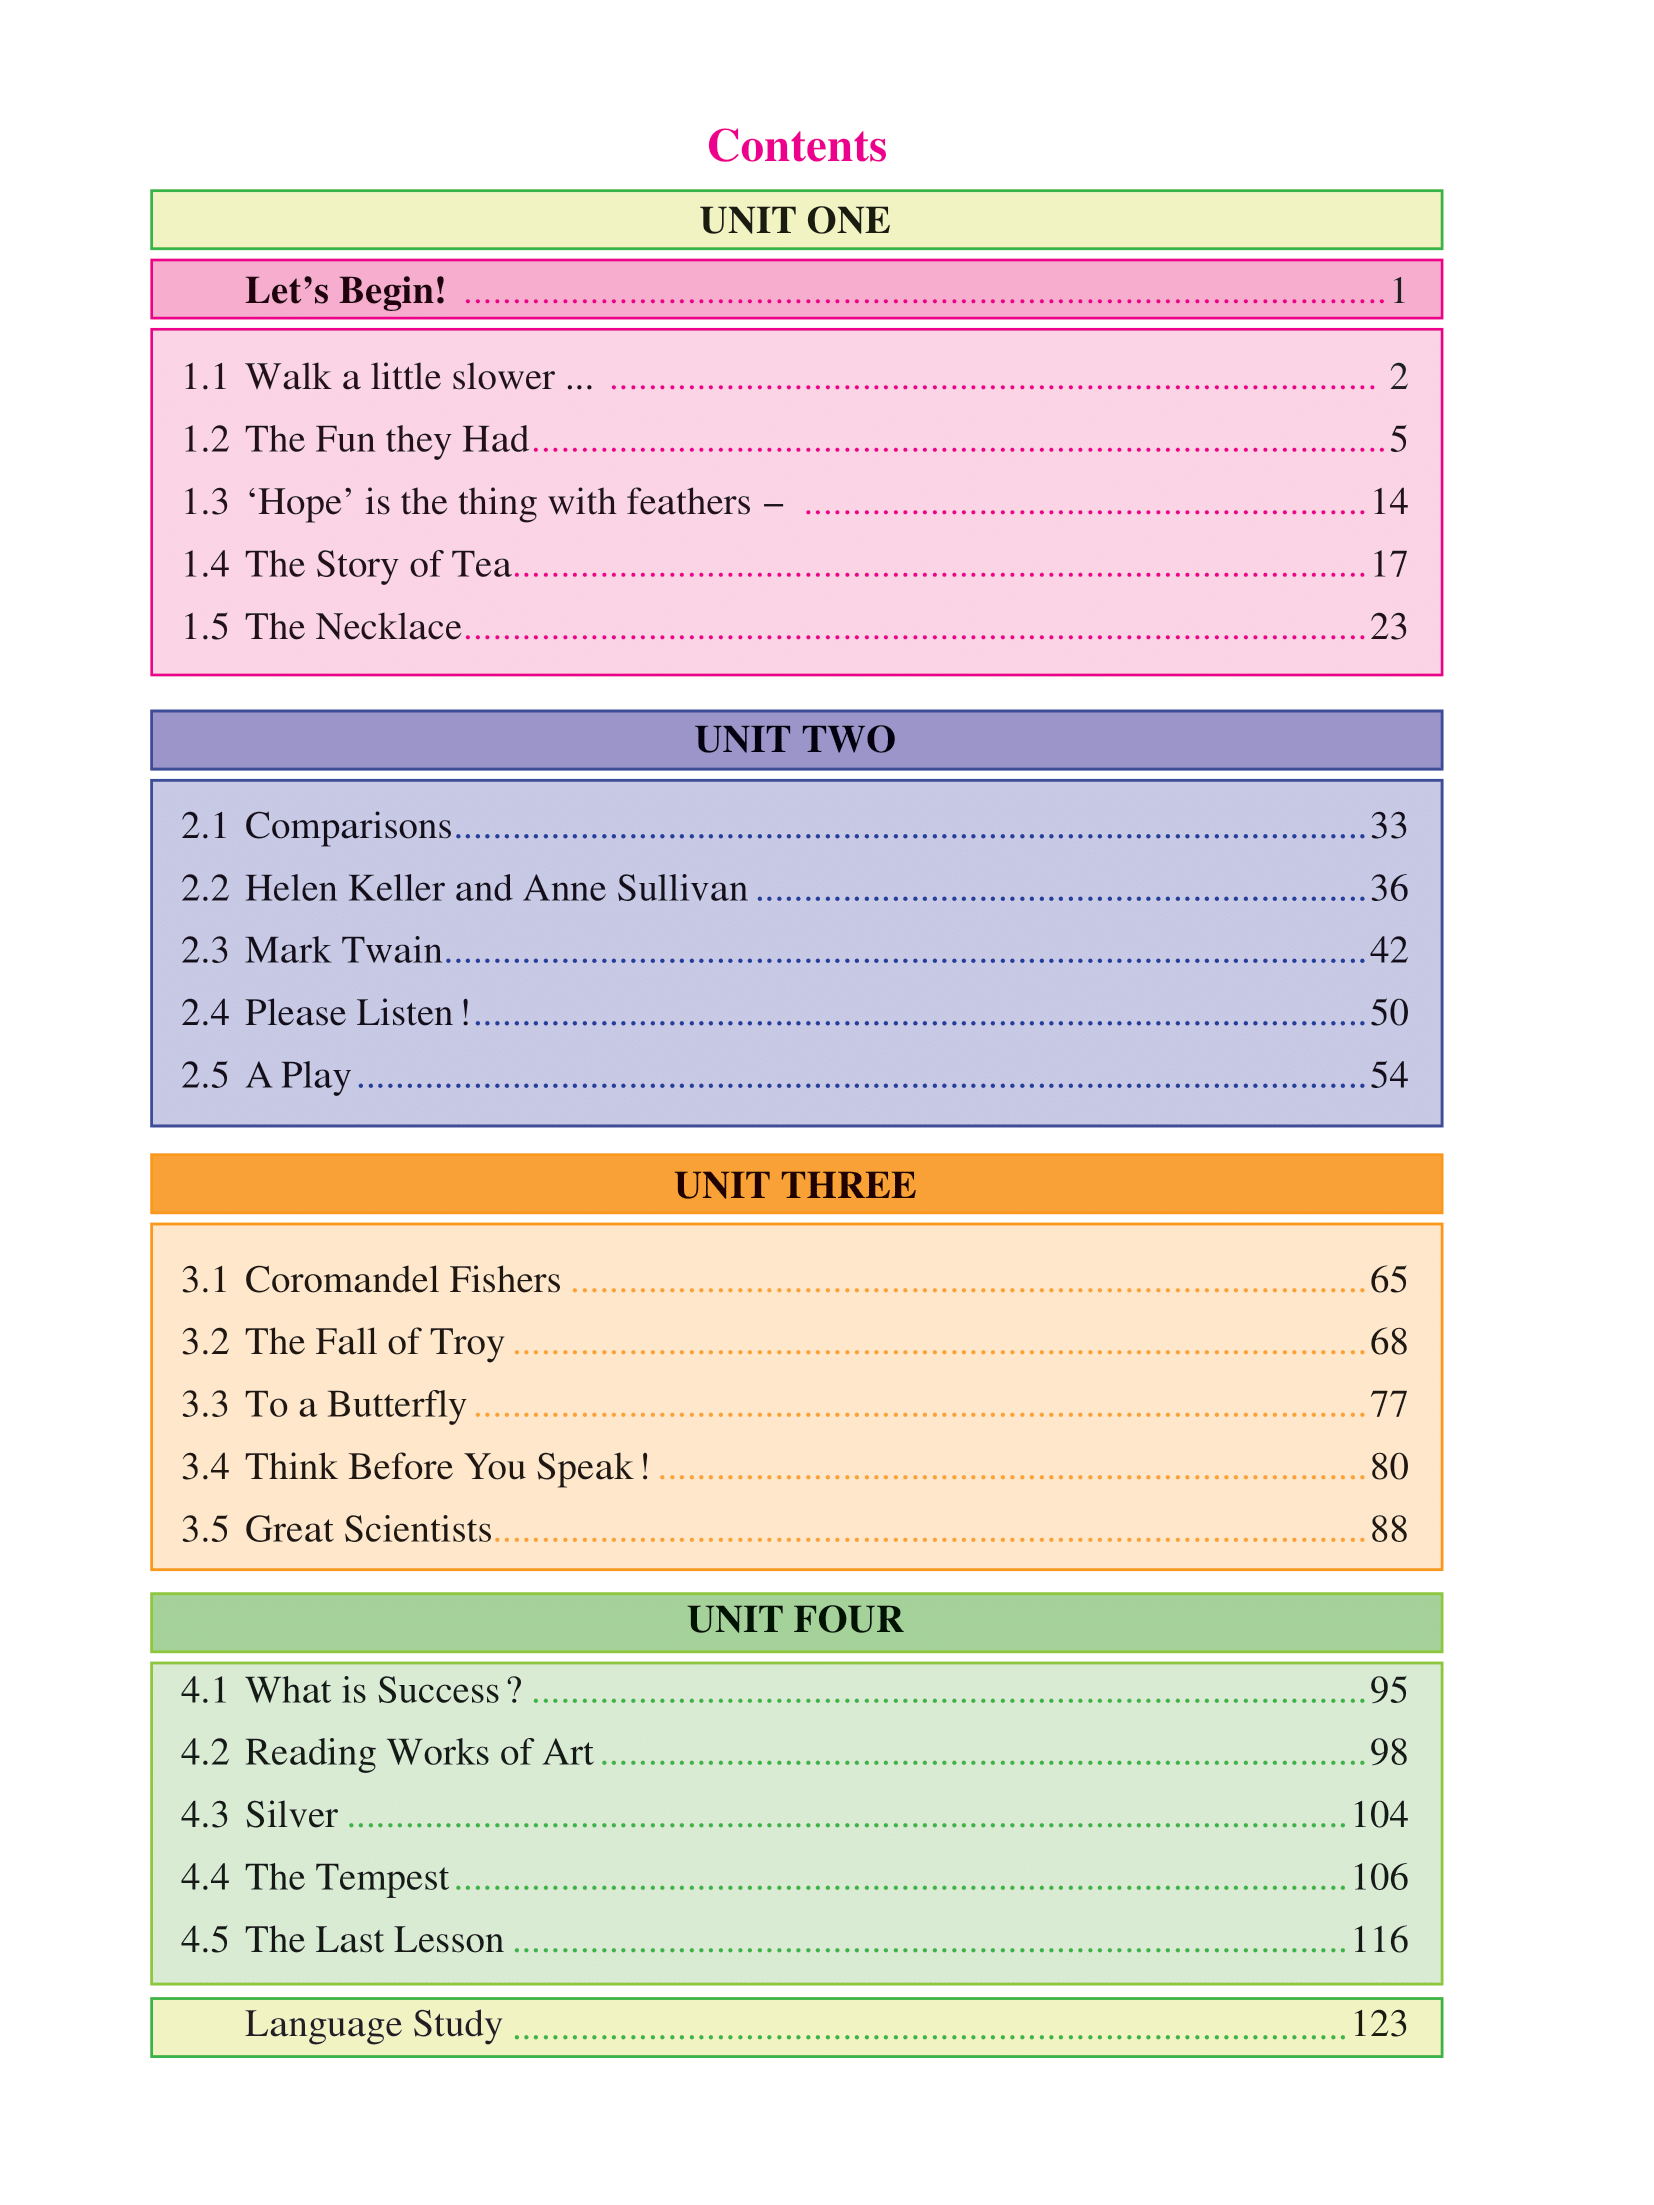 Contents
UNIT ONE
Let’s Begin! ........................................ 1
1.1 Walk a little slower ... ........................................ 2
1.2 The Fun they Had........................................5
1.3 ‘Hope’ is the thing with feathers – ........................................ 14
1.4 The Story of Tea........................................17
1.5 The Necklace........................................23
UNIT TWO
2.1 Comparisons........................................33
2.2 Helen Keller and Anne Sullivan ........................................36
2.3 Mark Twain........................................42
2.4 Please Listen !........................................50
2.5 A Play ........................................54
UNIT THREE
3.1 Coromandel Fishers ........................................65
3.2 The Fall of Troy ........................................68
3.3 To a Butterfly ........................................77
3.4 Think Before You Speak ! ........................................80
3.5 Great Scientists........................................88
UNIT FOUR
4.1 What is Success ? ........................................95
4.2 Reading Works of Art ........................................98
4.3 Silver ........................................104
4.4 The Tempest ........................................106
4.5 The Last Lesson ........................................116
Language Study ........................................123